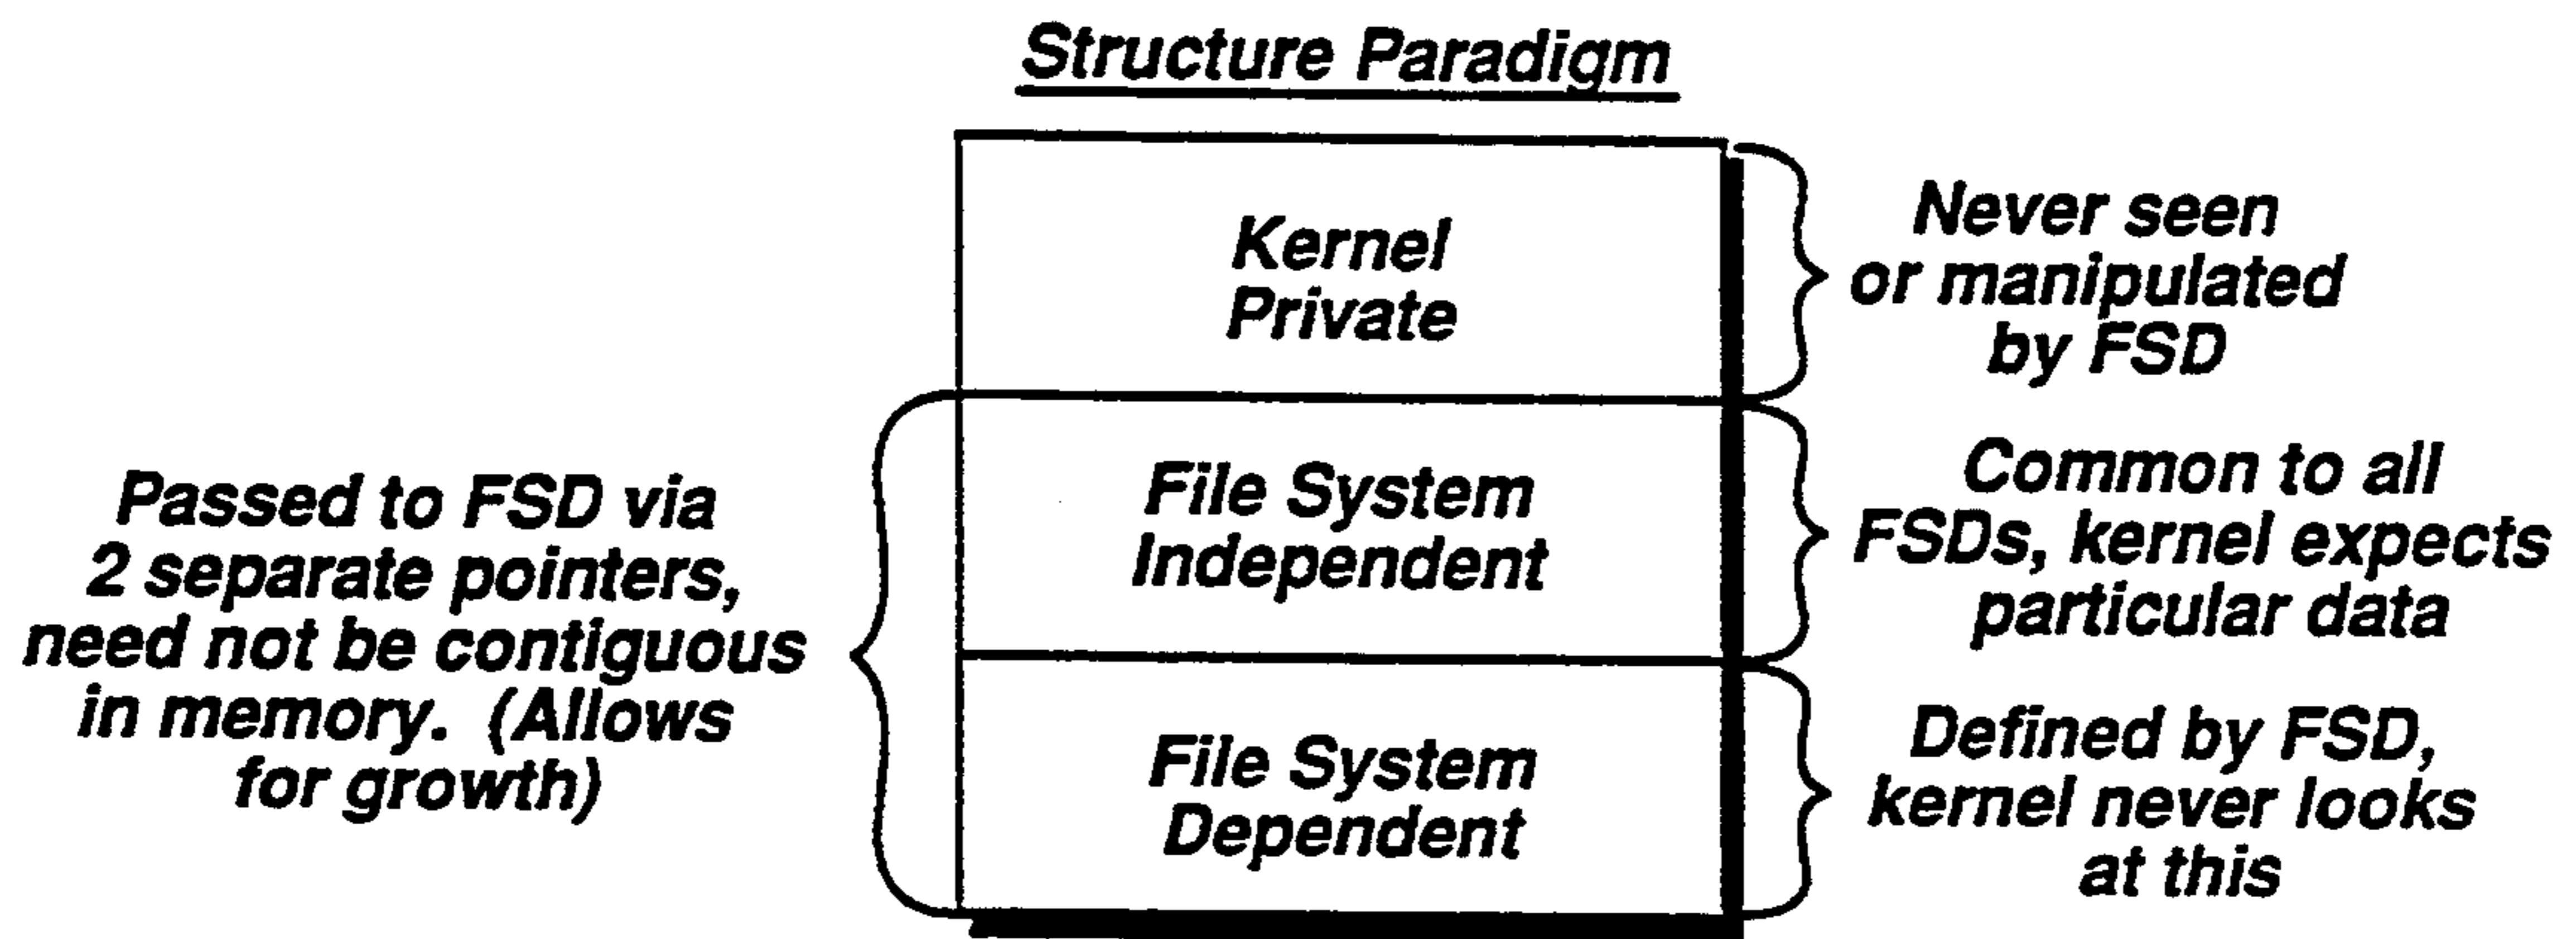 Structure Paradigm
Kernel
Private
Never seen
or manipulated
by FSD
Passed to FSD via
2 separate pointers,
need not be contiguous
in memory. (Allows
for growth)
File System
Independent
Common to all
FSDs, kernel expects
particular data
File System
Dependent
Defined by FSD,
kernel never looks
at this